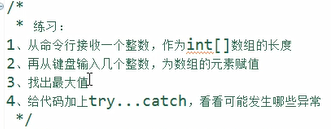 /*
* 练习：
1、从命令行接收一个整数，作为int[]数组的长度
2、再从键盘输入几个整数，为数组的元素赋值
3、找出最大值
4、给代码加上try...catch，看看可能发生哪些异常
*/